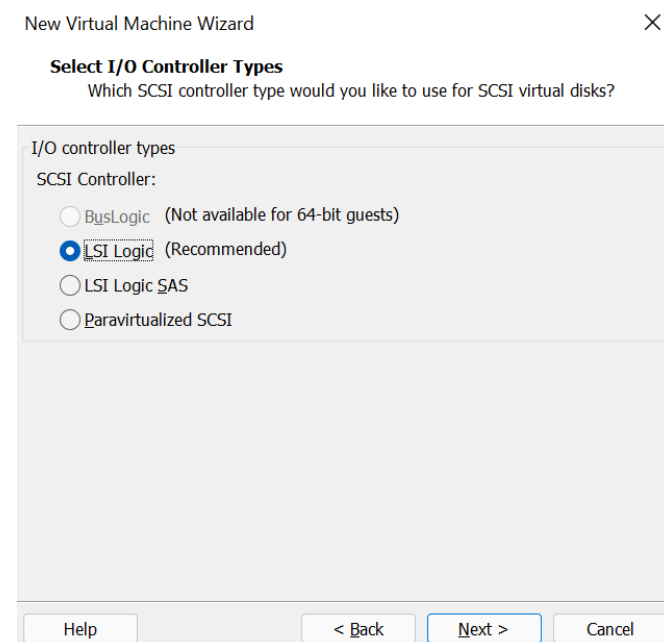 New Virtual Machine Wizard
Select I/O Controller Types
Which SCSI controller type would you like to use for SCSI virtual disks?
I/O controller types
SCSI Controller:
BusLogic (Not available for 64-bit guests)
LSI Logic (Recommended)
LSI Logic SAS
Paravirtualized SCSI
Help < Back Next > Cancel